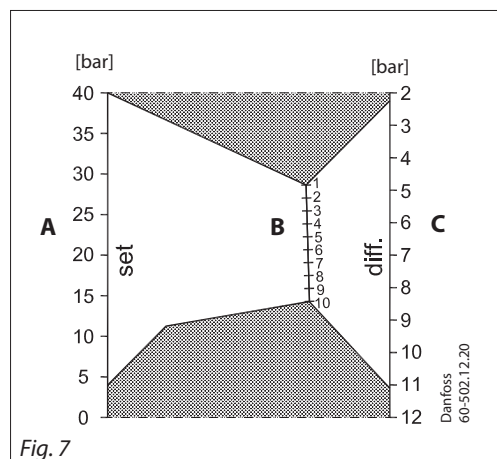 [bar] [bar]
40 2
35 3
30 4
1 5
2
25 3
A B 4 C 6
20 set 5 diff. 7
6
7
15 8 8
9
10 9
10 10
5 11
0 12
Danfoss
60-502.12.20
Fig. 7